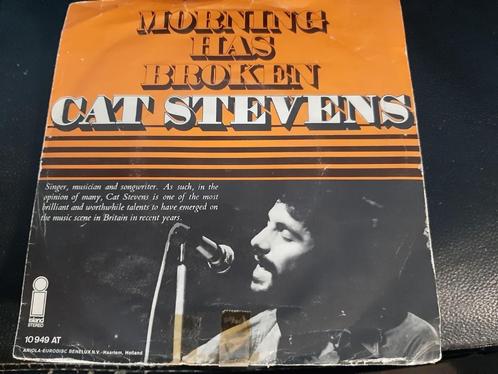 MORNING
HAS
BROKEN
CAT STEVENS
Singer, musician and songwriter. As such, in the
opinion of many, Cat Stevens is one of the most
brilliant and worthwhile talents to have emerged on
the music scene in Britain in recent years.
island
STEREO
10 949 AT
ARIOLA-EURODISC BENELUX N.V. -Haarlem, Holland